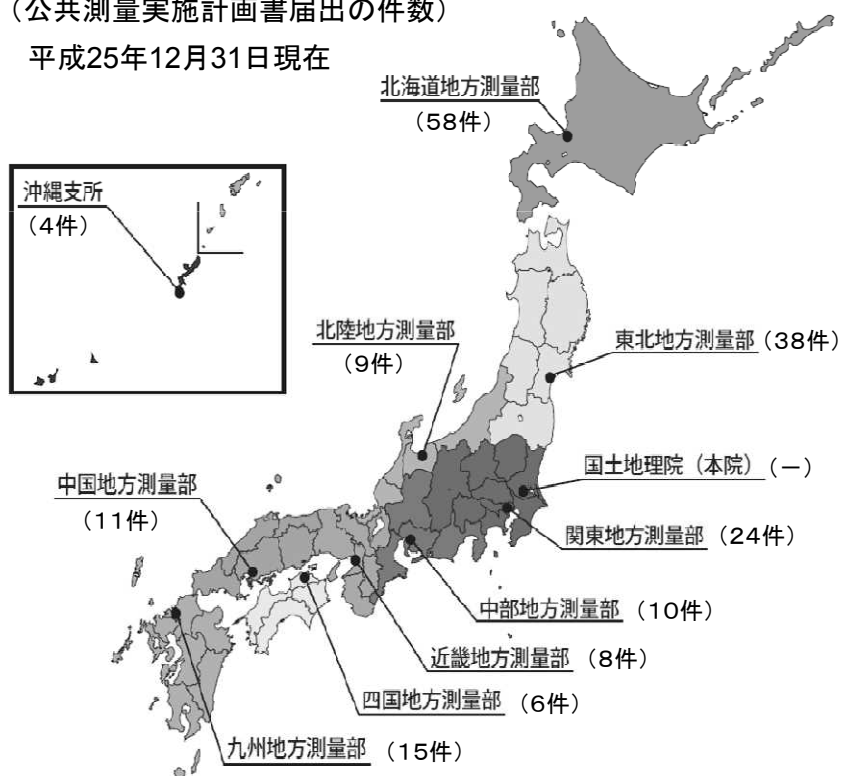 （公共測量実施計画書届出の件数）
平成25年12月31日現在
北海道地方測量部
（58件）
沖縄支所
（4件）
北陸地方測量部
（9件）
東北地方測量部（38件）
国土地理院（本院）（－）
中国地方測量部
（11件）
関東地方測量部（24件）
中部地方測量部（10件）
近畿地方測量部（8件）
四国地方測量部（6件）
九州地方測量部（15件）